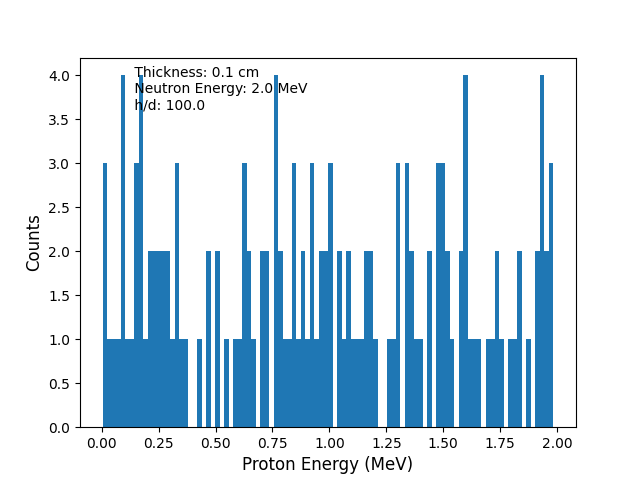 Thickness: 0.1 cm
Neutron Energy: 2.0 MeV
h/d: 100.0
4.0
3.5
3.0
2.5
2.0
1.5
1.0
0.5
0.0
Counts
0.00 0.25 0.50 0.75 1.00 1.25 1.50 1.75 2.00
Proton Energy (MeV)